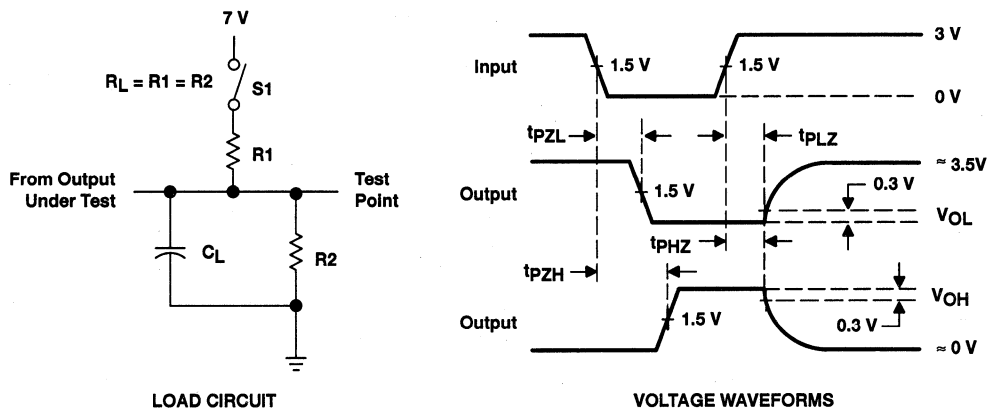 7 V
R_L = R1 = R2
S1
R1
From Output
Under Test
Test
Point
C_L
R2
LOAD CIRCUIT
Input
1.5 V
1.5 V
3 V
0 V
t_PZL
t_PLZ
Output
1.5 V
≈ 3.5V
0.3 V
V_OL
t_PHZ
t_PZH
Output
1.5 V
V_OH
0.3 V
≈ 0 V
VOLTAGE WAVEFORMS